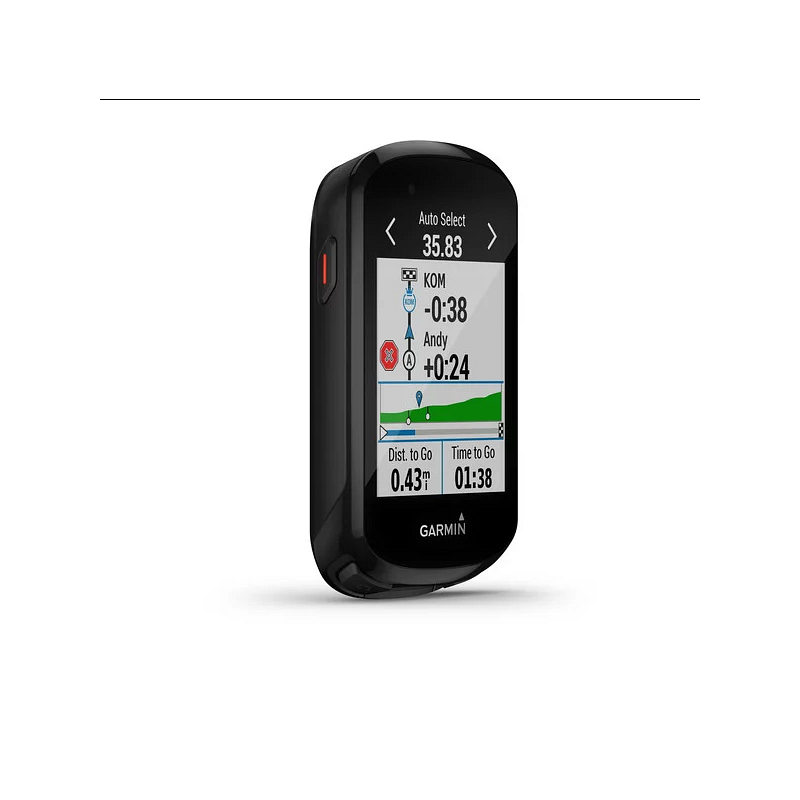 Auto Select
35.83
KOM
KOM
-0:38
Andy
A
+0:24
Dist. to Go
Time to Go
0.43mi
01:38
GARMIN